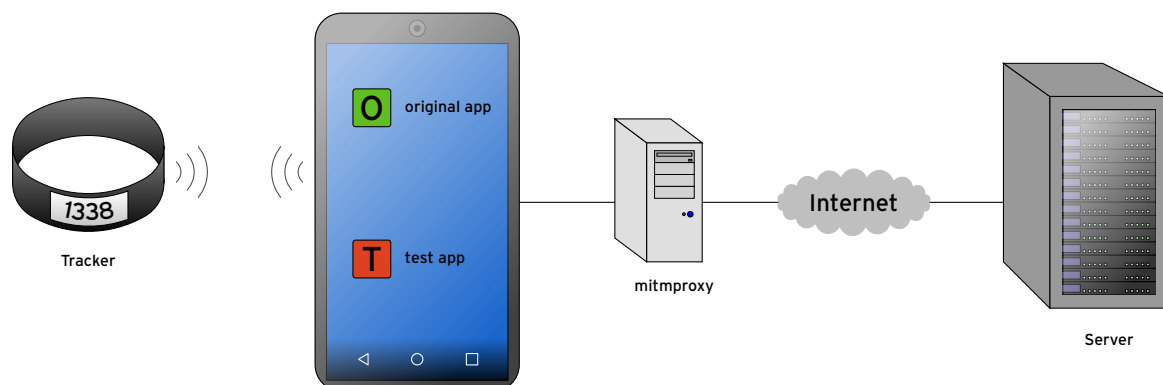 O
original app
1338
Tracker
T
test app
mitmproxy
Internet
Server